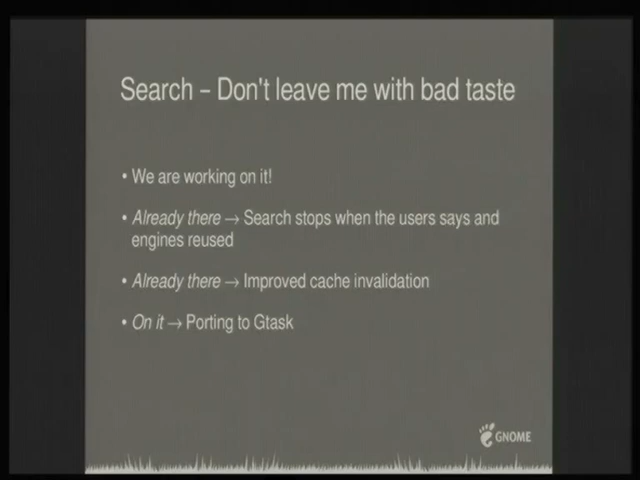 Search – Don't leave me with bad taste
• We are working on it!
• Already there → Search stops when the users says and
engines reused
• Already there → Improved cache invalidation
• On it → Porting to Gtask
GNOME